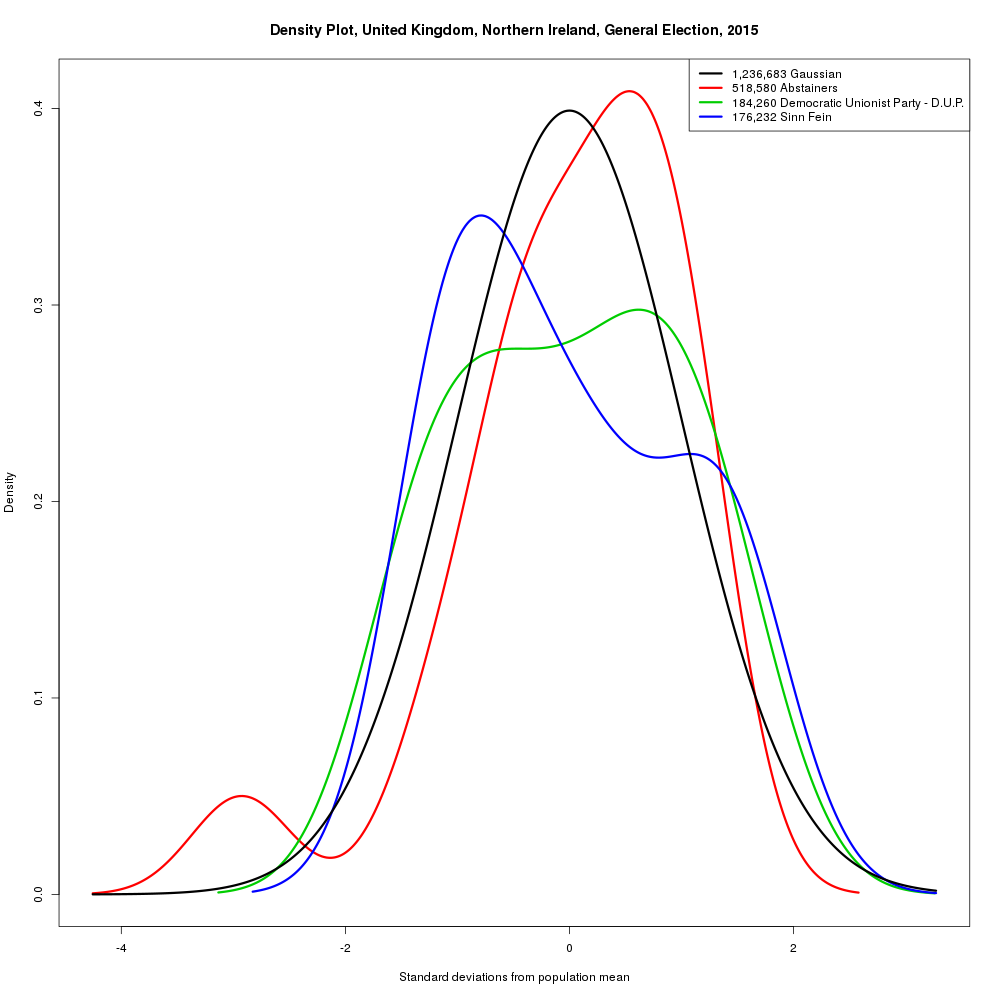 Density Plot, United Kingdom, Northern Ireland, General Election, 2015
1,236,683 Gaussian
518,580 Abstainers
184,260 Democratic Unionist Party - D.U.P.
176,232 Sinn Fein
Density
0.4
0.3
0.2
0.1
0.0
-4 -2 0 2
Standard deviations from population mean